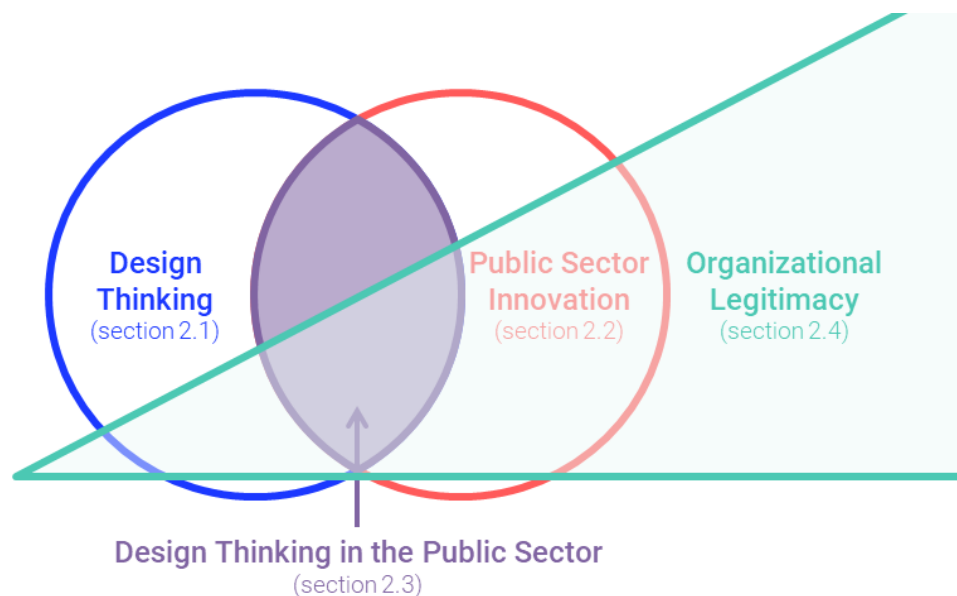 Design
Thinking
(section 2.1)
Public Sector
Innovation
(section 2.2)
Organizational
Legitimacy
(section 2.4)
Design Thinking in the Public Sector
(section 2.3)